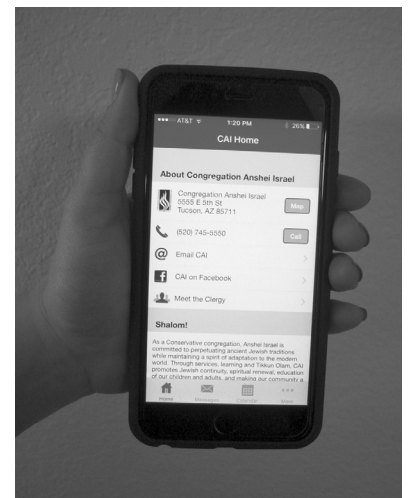 AT&T 1:20 PM 26%
CAI Home
About Congregation Anshei Israel
Congregation Anshei Israel
5555 E 5th St
Tucson, AZ 85711
Map
(520) 745-5550
Call
Email CAI
CAI on Facebook
Meet the Clergy
Shalom!
As a Conservative congregation, Anshei Israel is
committed to perpetuating ancient Jewish traditions
while maintaining a spirit of adaptation to the modern
world. Through services, learning and Tikkun Olam, CAI
promotes Jewish continuity, spiritual renewal, education
of our children and adults, and making our community a
Home Messages Calendar More